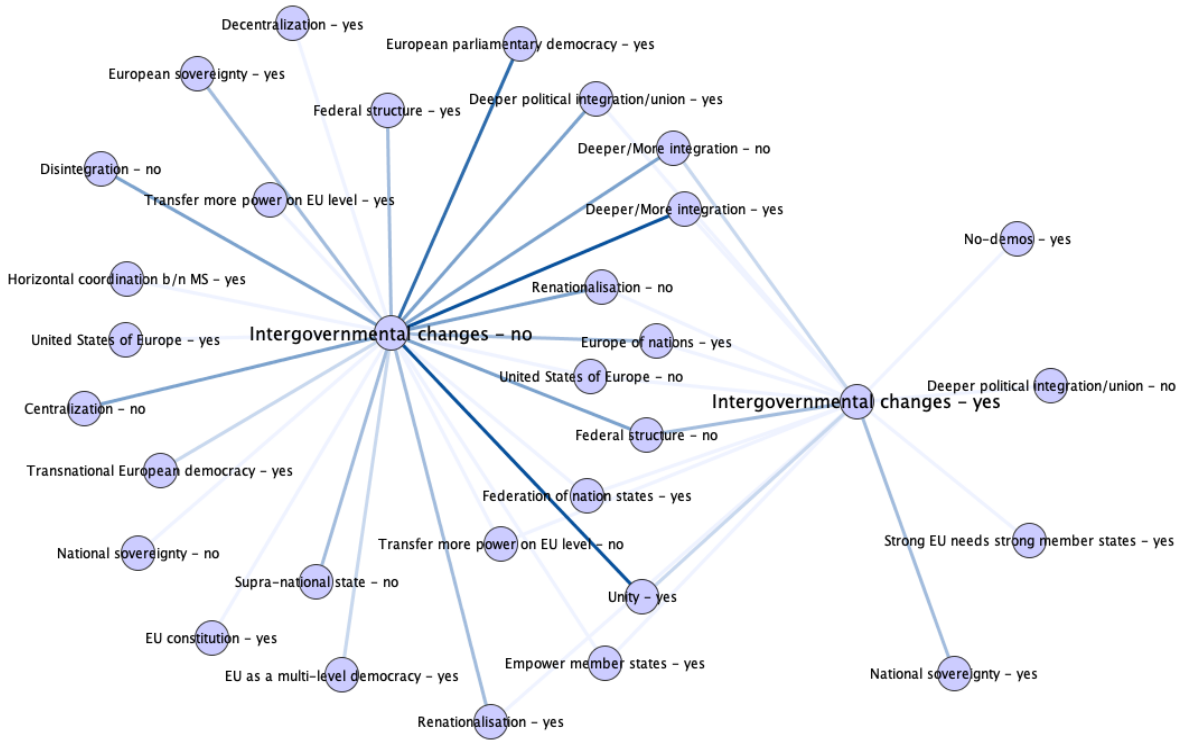 Decentralization – yes
European parliamentary democracy – yes
European sovereignty – yes
Deeper political integration/union – yes
Federal structure – yes
Deeper/More integration – no
Disintegration – no
Transfer more power on EU level – yes
Deeper/More integration – yes
No-demos – yes
Horizontal coordination b/n MS – yes
Renationalisation – no
Intergovernmental changes – no
United States of Europe – yes
Europe of nations – yes
United States of Europe – no
Deeper political integration/union – no
Intergovernmental changes – yes
Centralization – no
Federal structure – no
Transnational European democracy – yes
Federation of nation states – yes
Strong EU needs strong member states – yes
Transfer more power on EU level – no
National sovereignty – no
Supra-national state – no
Unity – yes
EU constitution – yes
Empower member states – yes
National sovereignty – yes
EU as a multi-level democracy – yes
Renationalisation – yes